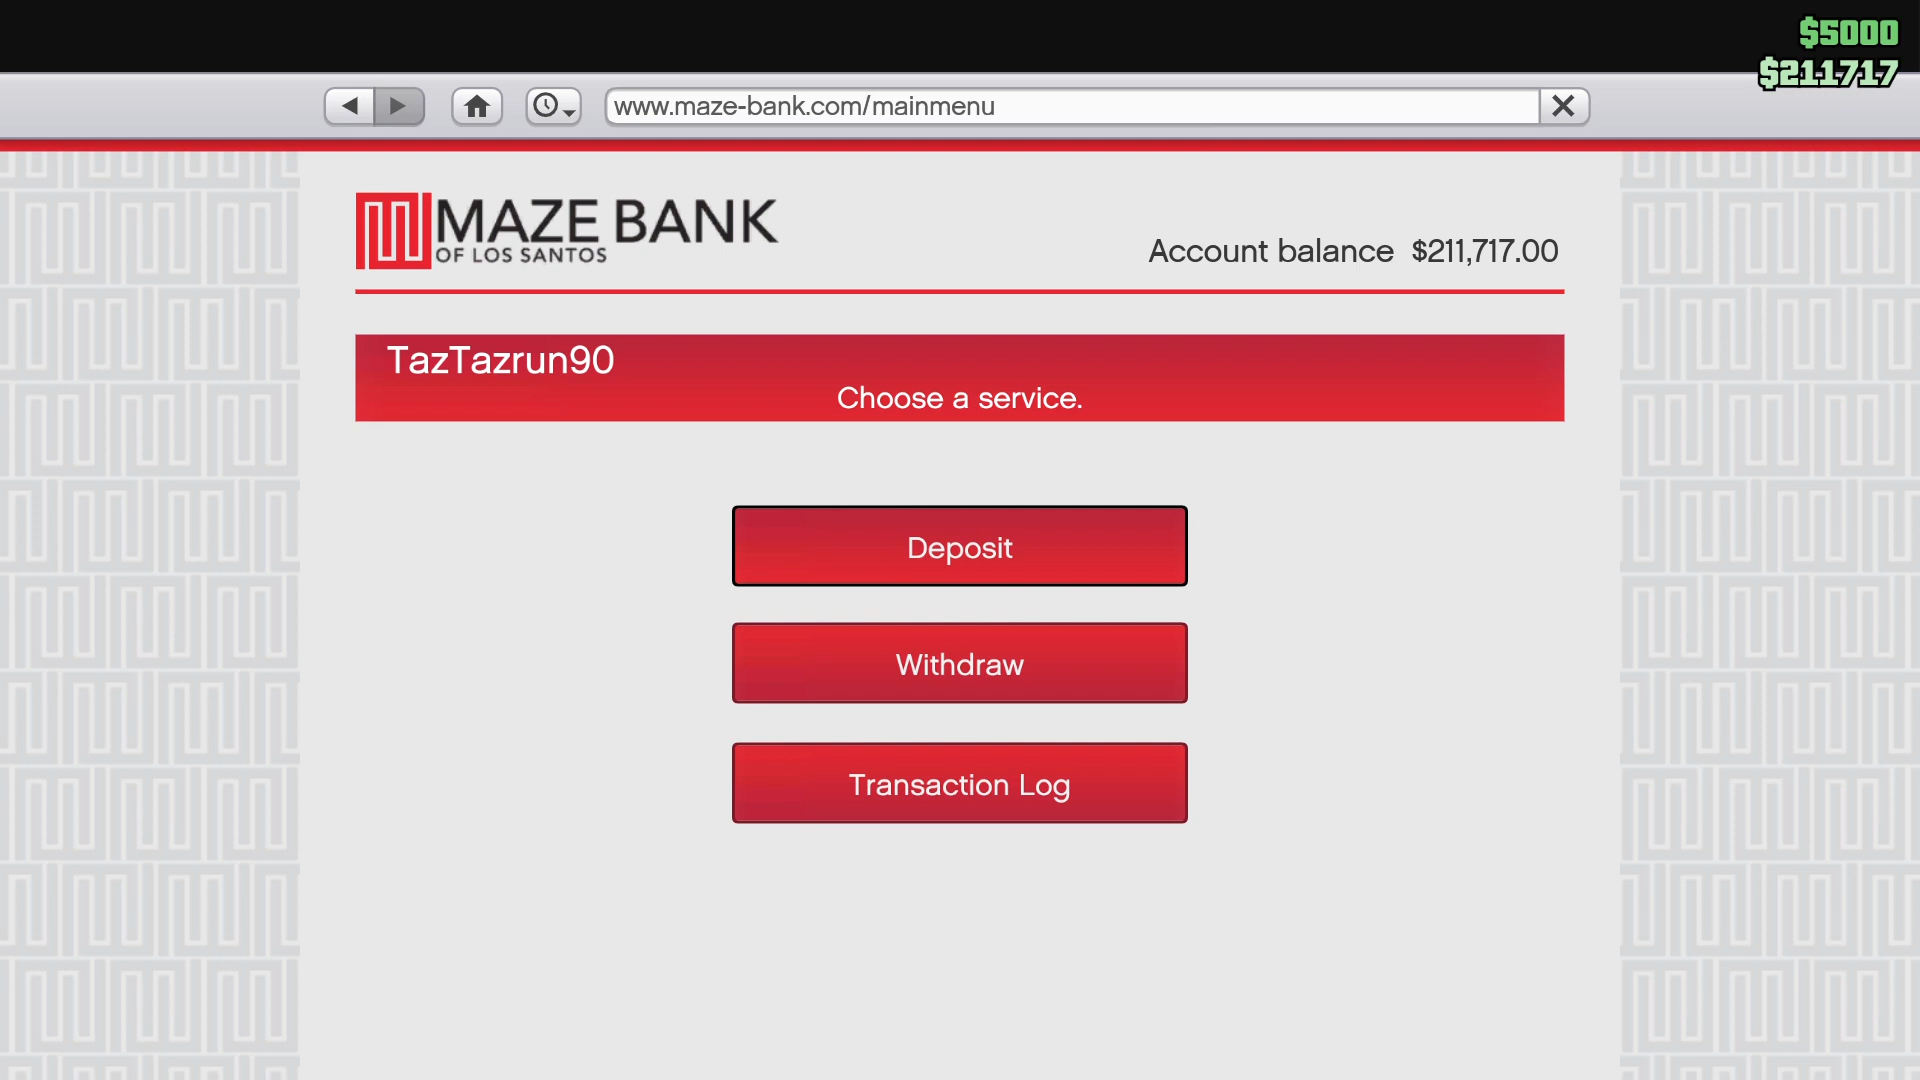 $5000
$211717
www.maze-bank.com/mainmenu
MAZE BANK
OF LOS SANTOS
Account balance $211,717.00
TazTazrun90
Choose a service.
Deposit
Withdraw
Transaction Log